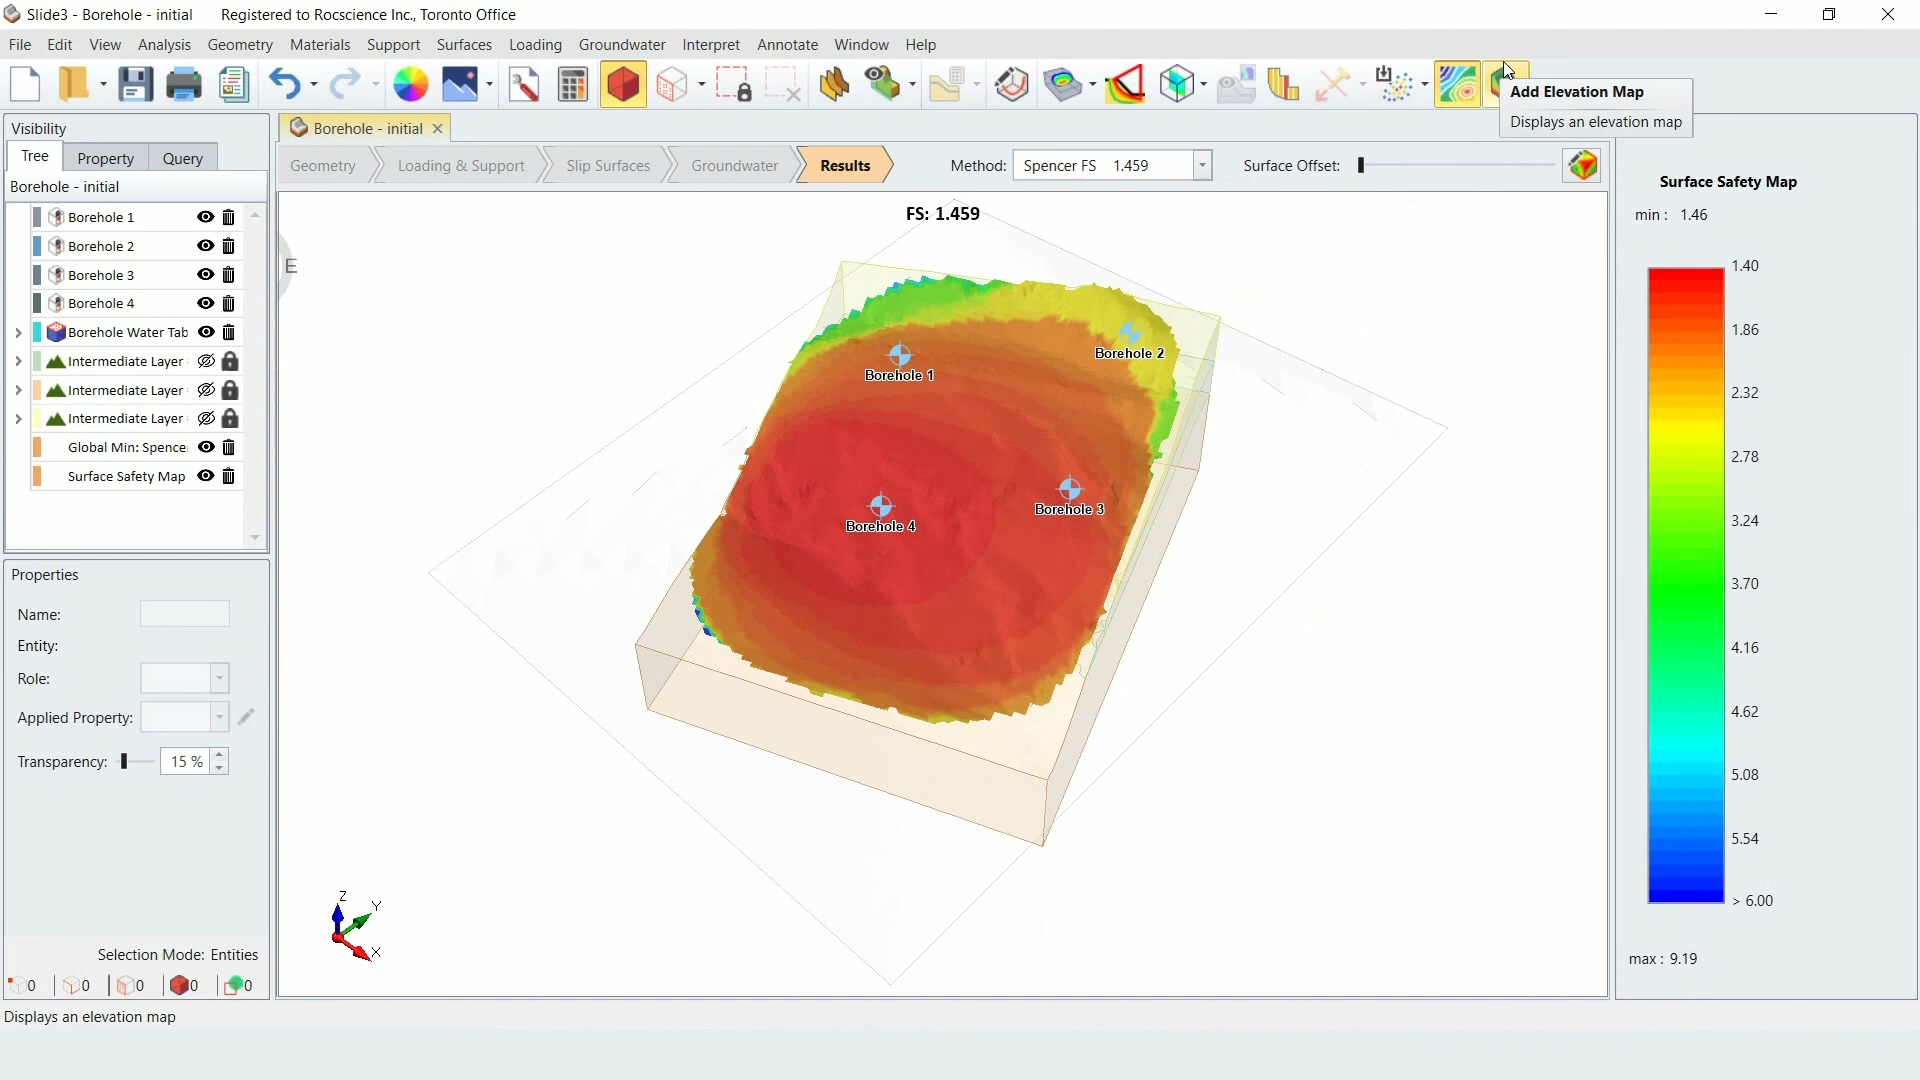 Slide3 - Borehole - initial Registered to Rocscience Inc., Toronto Office
File Edit View Analysis Geometry Materials Support Surfaces Loading Groundwater Interpret Annotate Window Help
Add Elevation Map
Displays an elevation map
Visibility
Tree Property Query
Borehole - initial
Borehole 1
Borehole 2
Borehole 3
Borehole 4
Borehole Water Tab
Intermediate Layer
Intermediate Layer
Intermediate Layer
Global Min: Spence
Surface Safety Map
Properties
Name:
Entity:
Role:
Applied Property:
Transparency: 15 %
Selection Mode: Entities
0 0 0 0 0
Displays an elevation map
Borehole - initial
Geometry Loading & Support Slip Surfaces Groundwater Results Method: Spencer FS 1.459 Surface Offset:
FS: 1.459
E
Borehole 2
Borehole 1
Borehole 3
Borehole 4
Z
Y
X
Surface Safety Map
min : 1.46
1.40
1.86
2.32
2.78
3.24
3.70
4.16
4.62
5.08
5.54
> 6.00
max : 9.19